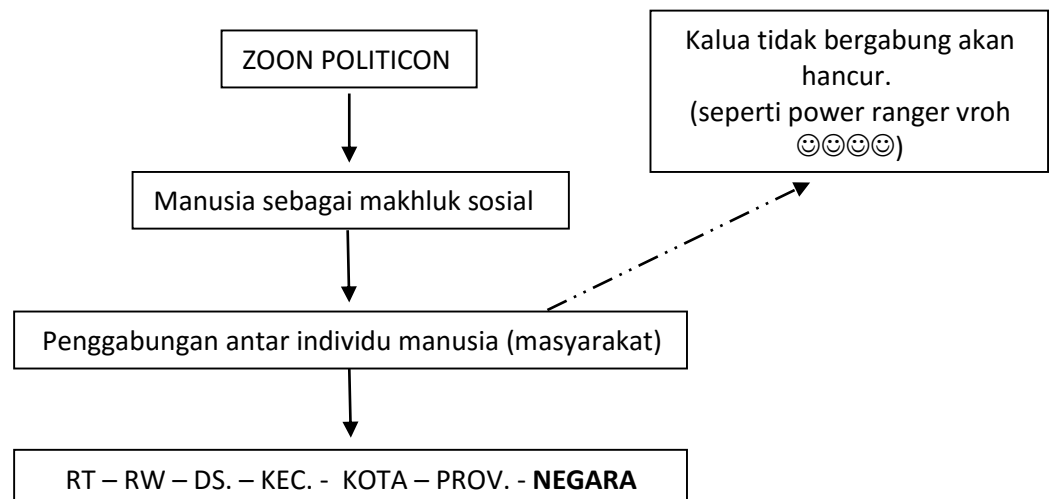 ZOON POLITICON
Kalua tidak bergabung akan
hancur.
(seperti power ranger vroh
☺☺☺☺)
Manusia sebagai makhluk sosial
Penggabungan antar individu manusia (masyarakat)
RT – RW – DS. – KEC. - KOTA – PROV. - NEGARA